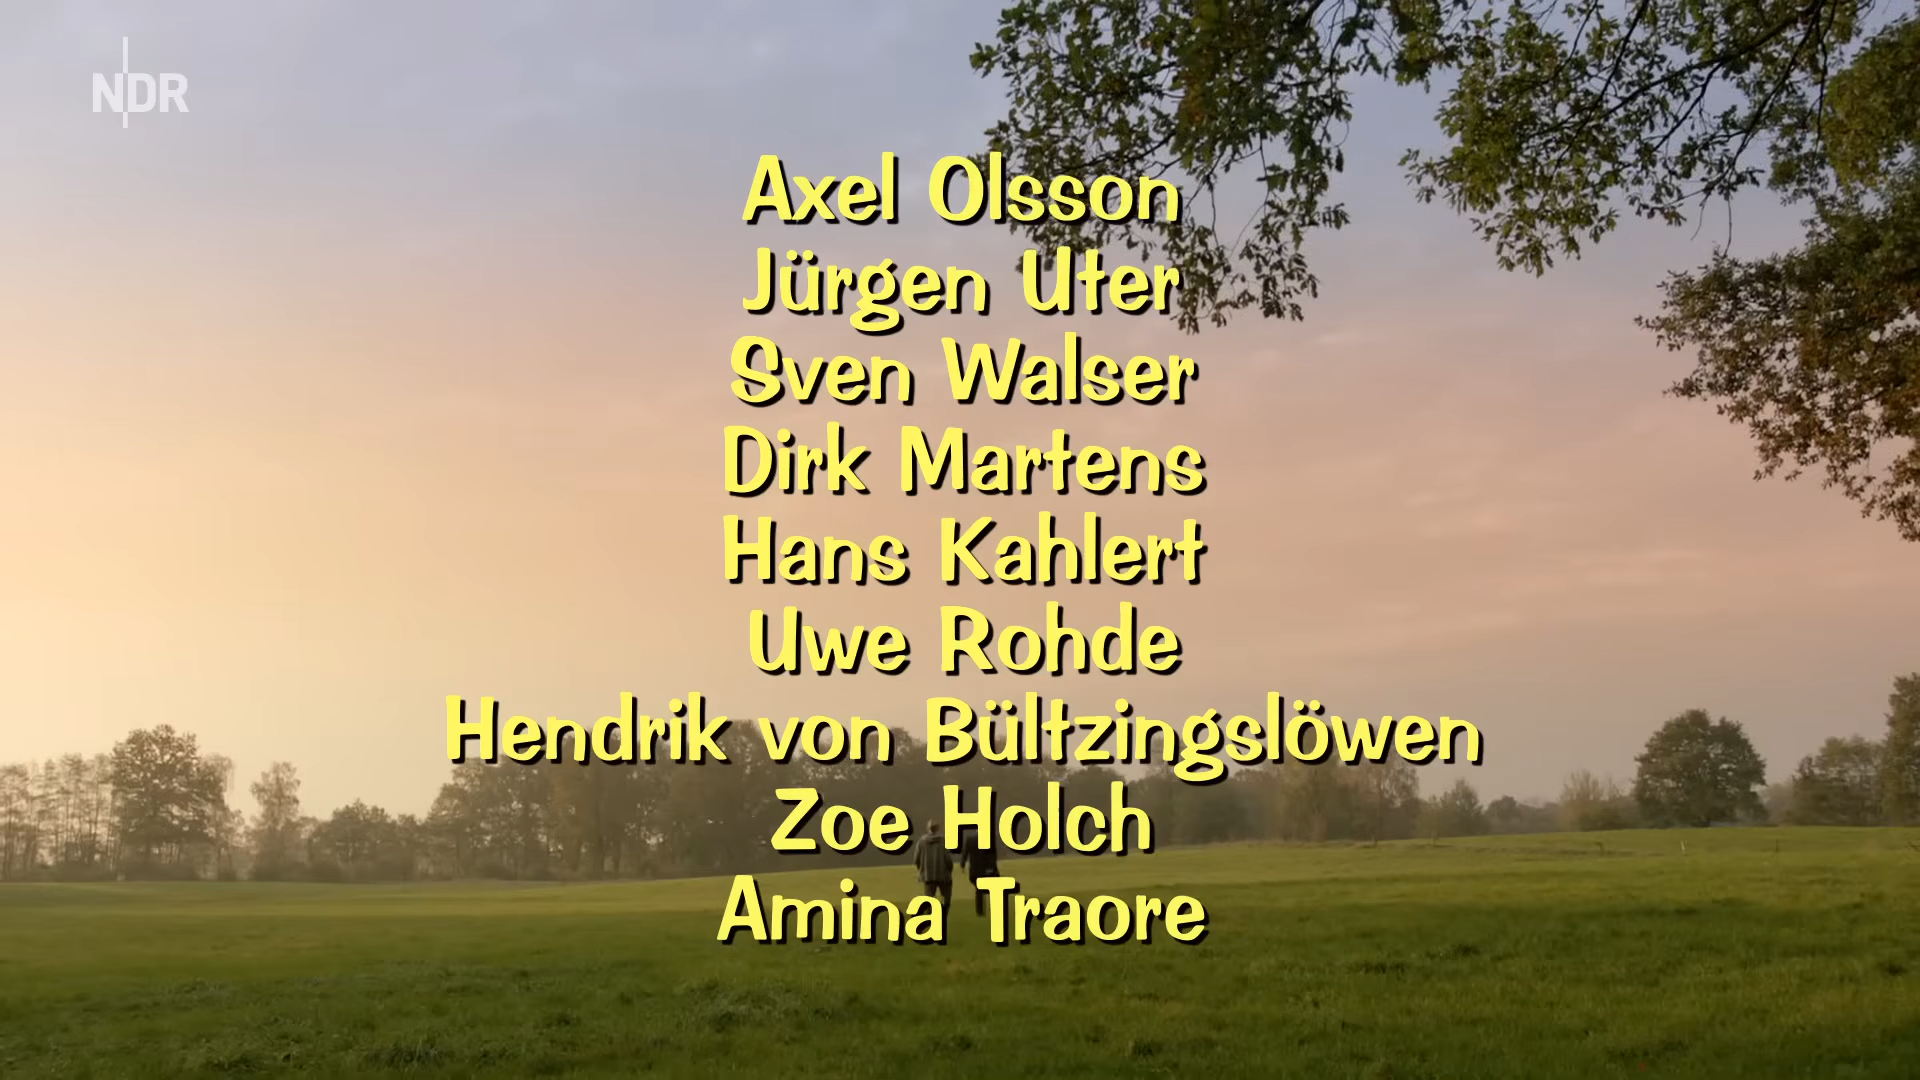 NDR
Axel Olsson
Jürgen Uter
Sven Walser
Dirk Martens
Hans Kahlert
Uwe Rohde
Hendrik von Bültzingslöwen
Zoe Holch
Amina Traore